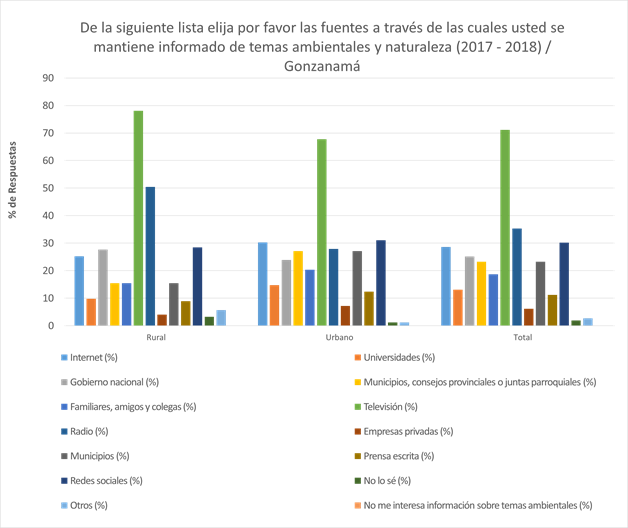 De la siguiente lista elija por favor las fuentes a través de las cuales usted se
mantiene informado de temas ambientales y naturaleza (2017 - 2018) /
Gonzanamá
% de Respuestas
90
80
70
60
50
40
30
20
10
0
Rural
Urbano
Total
Internet (%)
Universidades (%)
Gobierno nacional (%)
Municipios, consejos provinciales o juntas parroquiales (%)
Familiares, amigos y colegas (%)
Televisión (%)
Radio (%)
Empresas privadas (%)
Municipios (%)
Prensa escrita (%)
Redes sociales (%)
No lo sé (%)
Otros (%)
No me interesa información sobre temas ambientales (%)